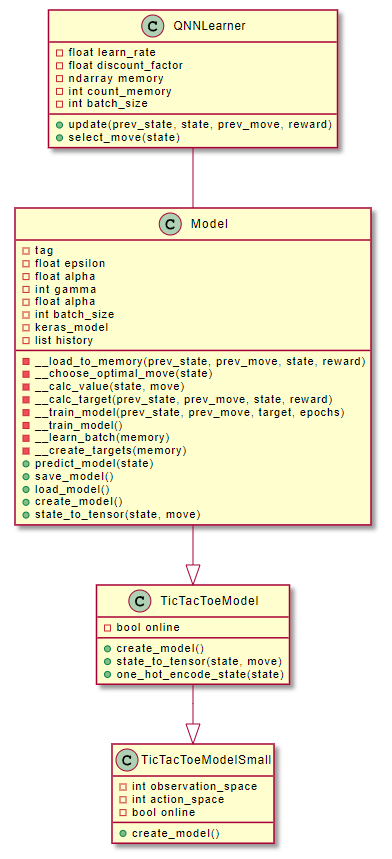 C QNNLearner
float learn_rate
float discount_factor
ndarray memory
int count_memory
int batch_size
update(prev_state, state, prev_move, reward)
select_move(state)
C Model
tag
float epsilon
float alpha
int gamma
float alpha
int batch_size
keras_model
list history
__load_to_memory(prev_state, prev_move, state, reward)
__choose_optimal_move(state)
__calc_value(state, move)
__calc_target(prev_state, prev_move, state, reward)
__train_model(prev_state, prev_move, target, epochs)
__train_model()
__learn_batch(memory)
__create_targets(memory)
predict_model(state)
save_model()
load_model()
create_model()
state_to_tensor(state, move)
C TicTacToeModel
bool online
create_model()
state_to_tensor(state, move)
one_hot_encode_state(state)
C TicTacToeModelSmall
int observation_space
int action_space
bool online
create_model()